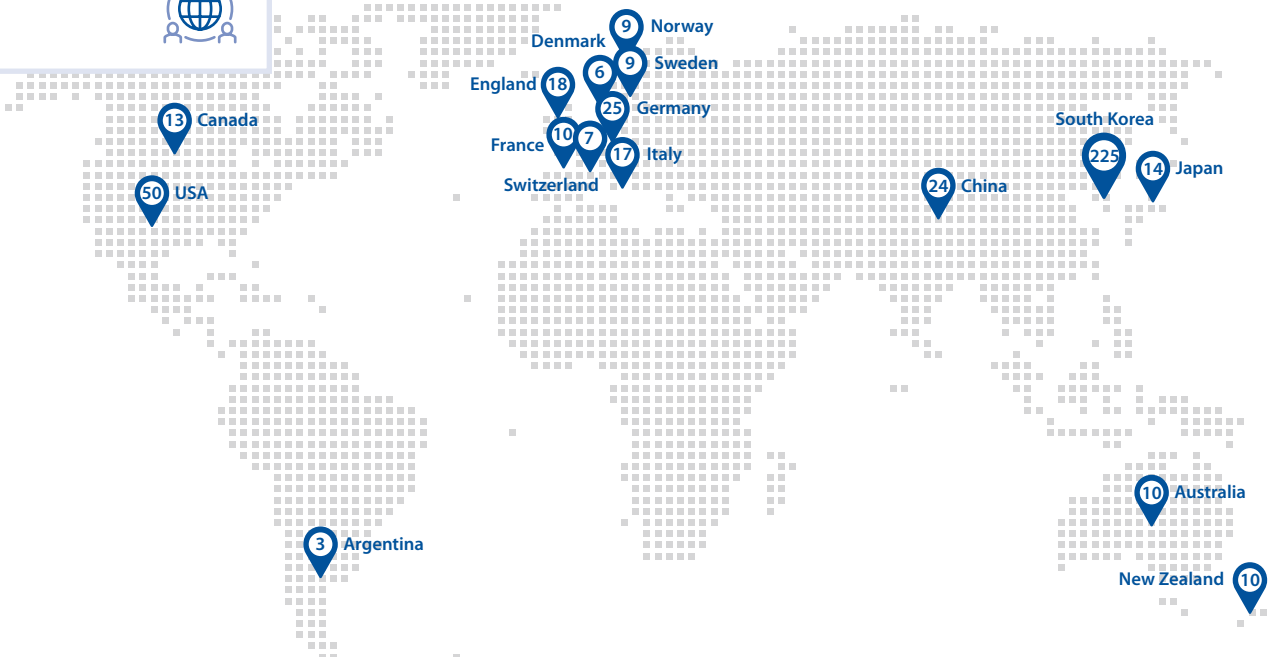 9 Norway
Denmark
6
9 Sweden
England 18
25 Germany
13 Canada
South Korea
225
France 10
7
17 Italy
14 Japan
Switzerland
50 USA
24 China
10 Australia
3 Argentina
New Zealand 10